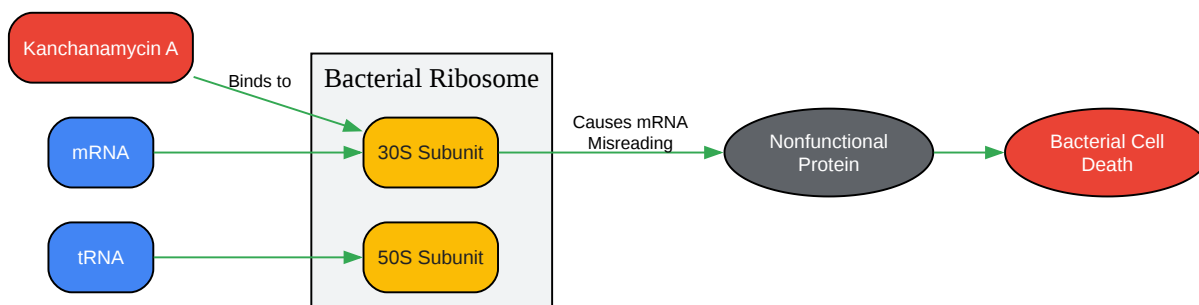 Kanchanamycin A
Binds to
Bacterial Ribosome
mRNA
30S Subunit
Causes mRNA
Misreading
Nonfunctional
Protein
Bacterial Cell
Death
tRNA
50S Subunit